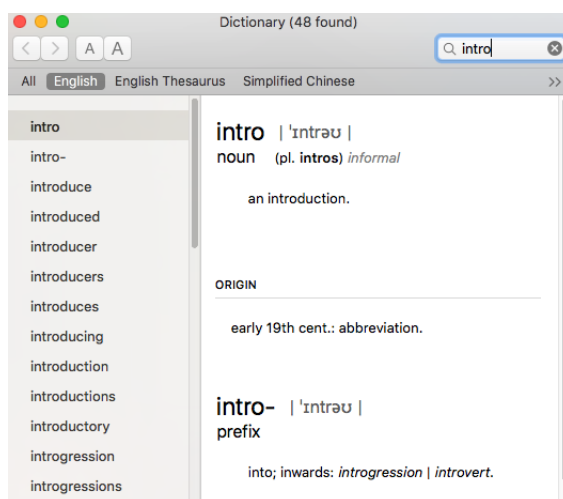 Dictionary (48 found)
A A
intro
All English English Thesaurus Simplified Chinese >>
intro
intro-
introduce
introduced
introducer
introducers
introduces
introducing
introduction
introductions
introductory
introgression
introgressions
intro | ˈɪntrəʊ |
noun (pl. intros) informal
an introduction.
ORIGIN
early 19th cent.: abbreviation.
intro- | ˈɪntrəʊ |
prefix
into; inwards: introgression | introvert.